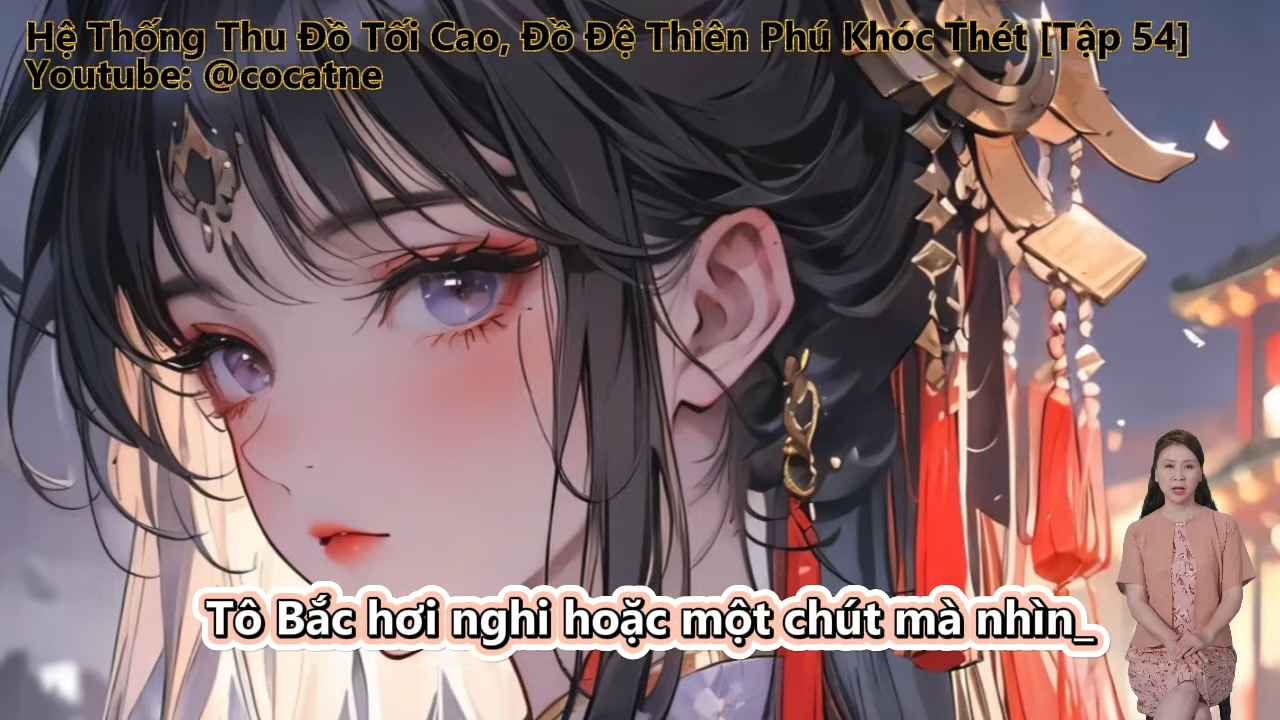 Hệ Thống Thu Đồ Tối Cao, Đồ Đệ Thiên Phú Khóc Thét [Tập 54]
Youtube: @cocatne
Tô Bắc hơi nghi hoặc một chút mà nhìn_